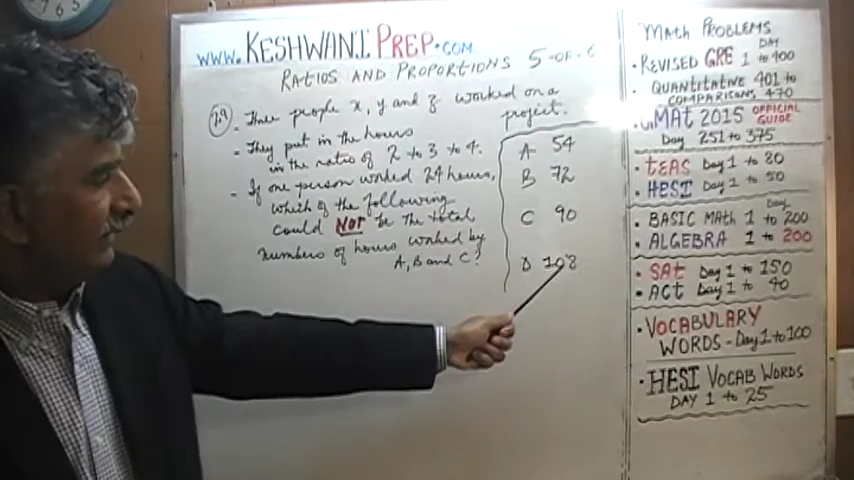 www.KESHWANIPREP.COM
RATIOS AND PROPORTIONS 5-OF-6
Three people x, y and z worked on a
project.
- They put in the hours
in the ratio of 2 to 3 to 4.
- If one person worked 24 hours,
which of the following
could NOT be the total
numbers of hours worked by
A, B and C?
A 54
B 72
C 90
D 108
MATH PROBLEMS
DAY
• REVISED GRE 1 to 400
• QUANTITATIVE 401 to
COMPARISONS 470
• GMAT 2015 OFFICIAL
GUIDE
Day 251 to 375
• TEAS Day 1 to 80
• HESI Day 1 to 50
Day
• BASIC MATH 1 to 200
• ALGEBRA 1 to 200
• SAT Day 1 to 150
• ACT Day 1 to 40
• VOCABULARY
WORDS - Day 1 to 100
• HESI VOCAB WORDS
DAY 1 to 25